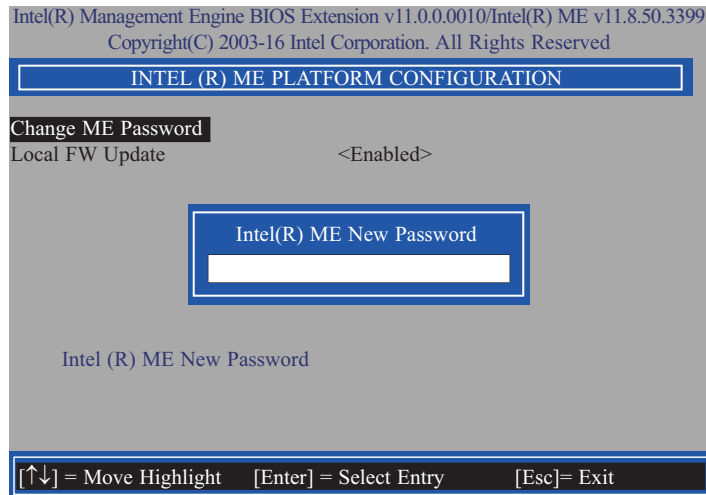 Intel(R) Management Engine BIOS Extension v11.0.0.0010/Intel(R) ME v11.8.50.3399
Copyright(C) 2003-16 Intel Corporation. All Rights Reserved
INTEL (R) ME PLATFORM CONFIGURATION
Change ME Password
Local FW Update <Enabled>
Intel(R) ME New Password
Intel (R) ME New Password
[↑↓] = Move Highlight [Enter] = Select Entry [Esc]= Exit